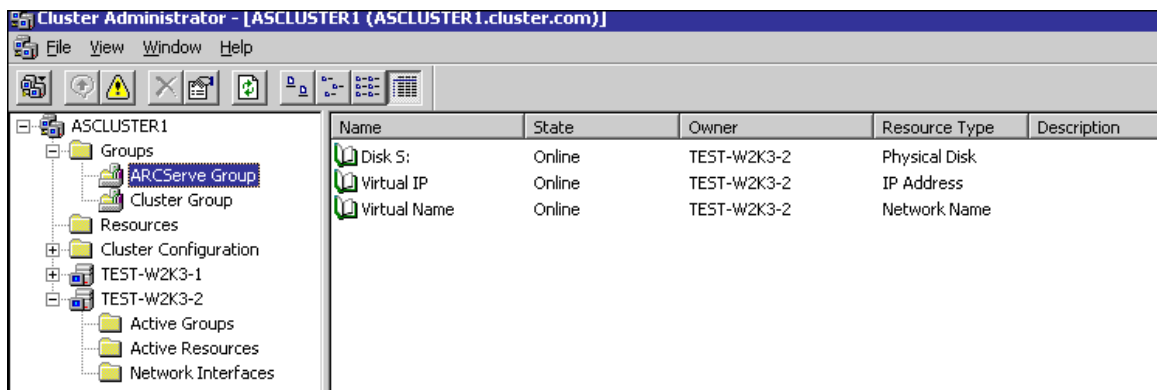 Cluster Administrator - [ASCLUSTER1 (ASCLUSTER1.cluster.com)]
File View Window Help
ASCLUSTER1
Groups
ARCServe Group
Cluster Group
Resources
Cluster Configuration
TEST-W2K3-1
TEST-W2K3-2
Active Groups
Active Resources
Network Interfaces
Name State Owner Resource Type Description
Disk S: Online TEST-W2K3-2 Physical Disk
Virtual IP Online TEST-W2K3-2 IP Address
Virtual Name Online TEST-W2K3-2 Network Name